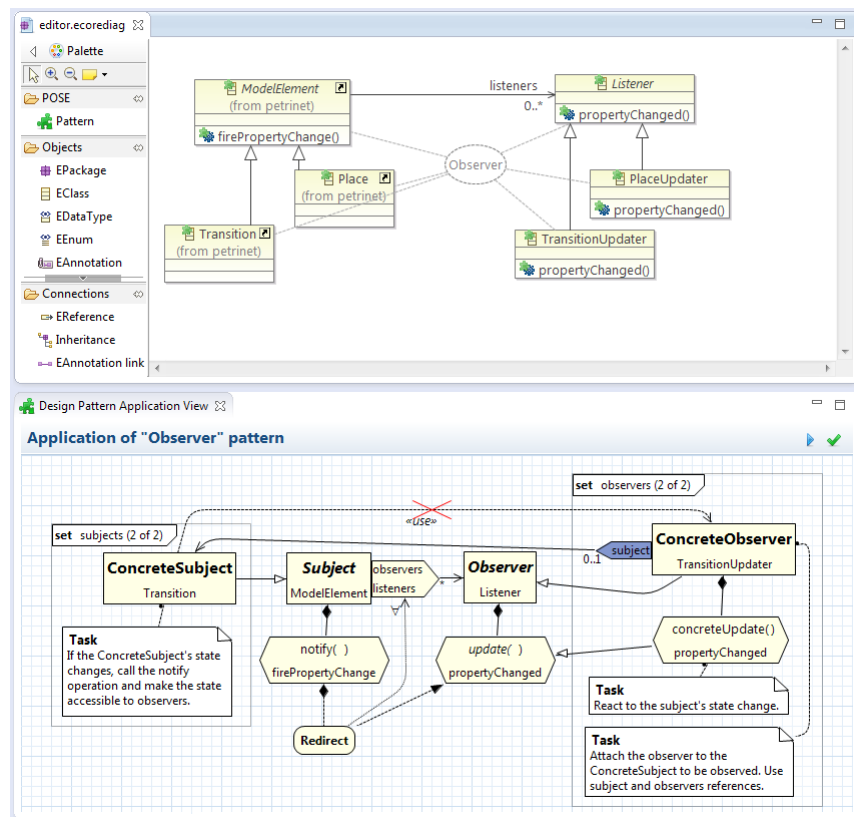 editor.ecorediag
Palette
POSE
Pattern
Objects
EPackage
EClass
EDataType
EEnum
EAnnotation
Connections
EReference
Inheritance
EAnnotation link
ModelElement
(from petrinet)
firePropertyChange()
listeners
0..*
Listener
propertyChanged()
Observer
Place
(from petrinet)
PlaceUpdater
propertyChanged()
Transition
(from petrinet)
TransitionUpdater
propertyChanged()
Design Pattern Application View
Application of "Observer" pattern
set observers (2 of 2)
«use»
set subjects (2 of 2)
ConcreteSubject
Transition
Subject
ModelElement
observers
listeners
*
∀
Observer
Listener
subject
0..1
ConcreteObserver
TransitionUpdater
Task
If the ConcreteSubject's state
changes, call the notify
operation and make the state
accessible to observers.
notify( )
firePropertyChange
update( )
propertyChanged
concreteUpdate()
propertyChanged
Redirect
Task
React to the subject's state change.
Task
Attach the observer to the
ConcreteSubject to be observed. Use
subject and observers references.